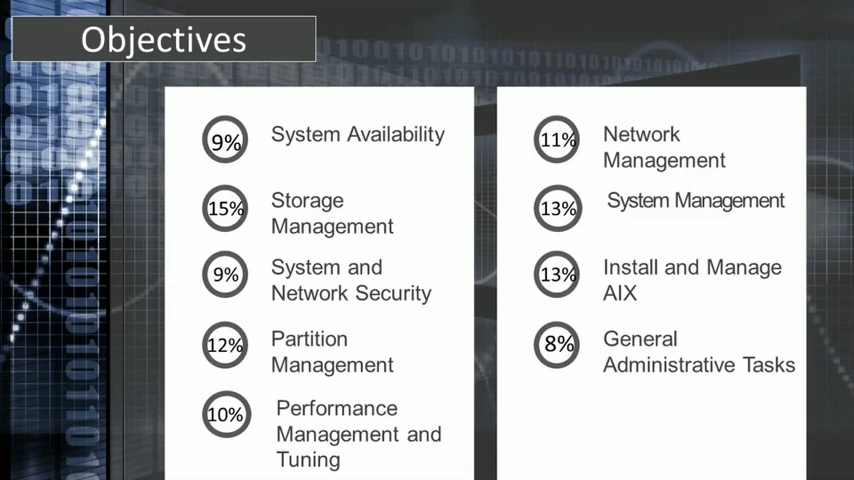 Objectives
9% System Availability
15% Storage
Management
9% System and
Network Security
12% Partition
Management
10% Performance
Management and
Tuning
11% Network
Management
13% System Management
13% Install and Manage
AIX
8% General
Administrative Tasks